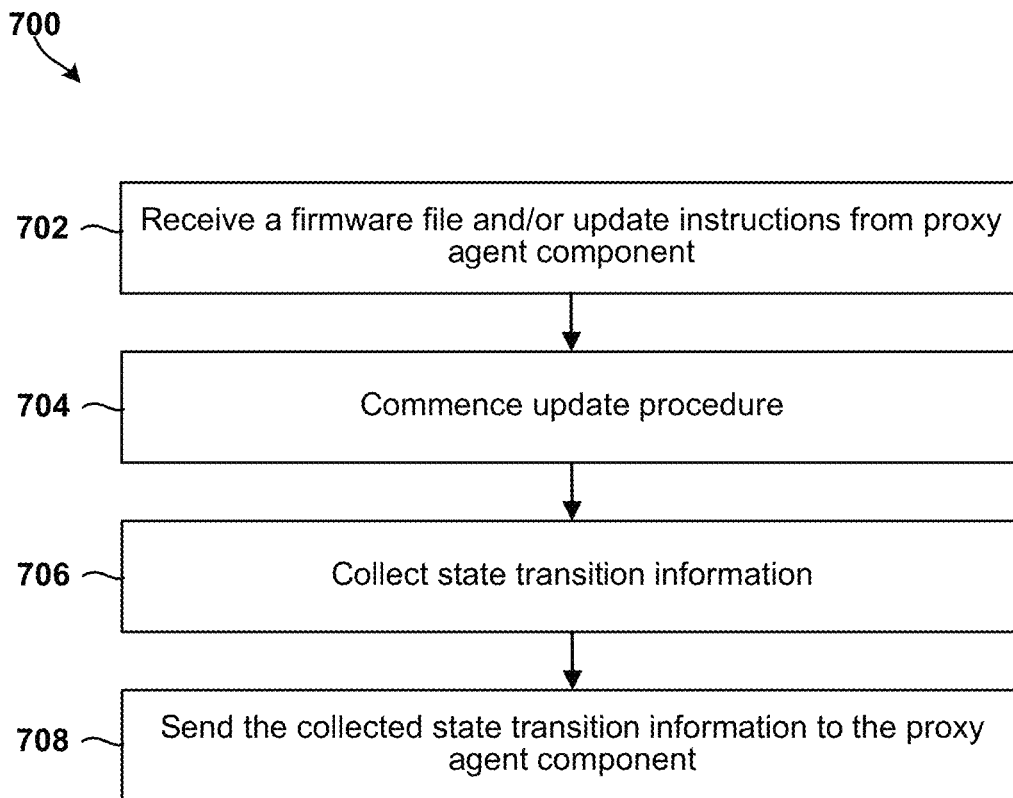 700
702
Receive a firmware file and/or update instructions from proxy
agent component
704
Commence update procedure
706
Collect state transition information
708
Send the collected state transition information to the proxy
agent component